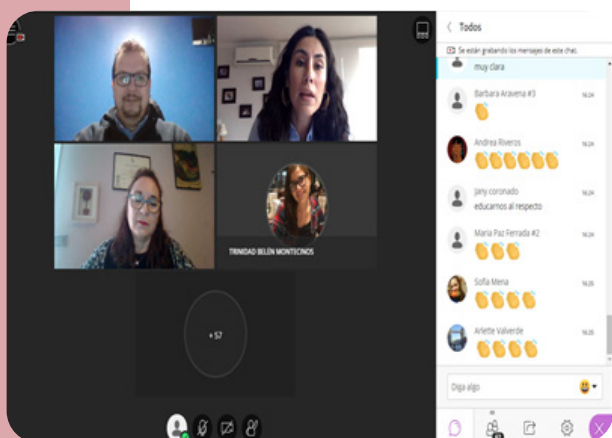 TRINIDAD BELÉN MONTECINOS
+ 57
Todos
Se están grabando los mensajes de este chat.
muy clara
Barbara Aravena #3
16:24
Andrea Riveros
16:24
Jany coronado
16:24
educarnos al respecto
Maria Paz Ferrada #2
16:24
Sofia Mena
16:25
Arlette Valverde
16:25
Diga algo